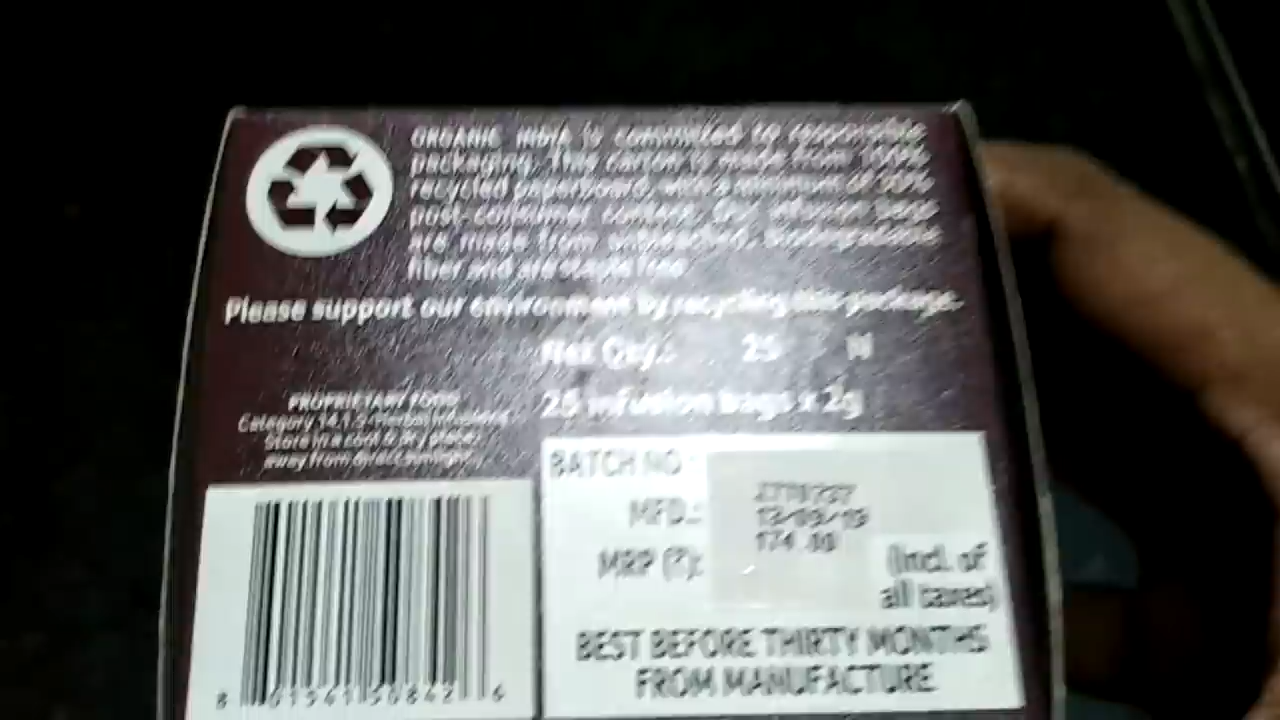 ORGANIC INDIA is committed to responsible
packaging. This carton is made from 100%
recycled paperboard, with a minimum of
post-consumer content. Our infusion bags
are made from unbleached, biodegradable
fiber and are staple free
Please support our environment by recycling this package.
Net Qty.: 25 N
25 infusion bags x 2g
PROPRIETARY FOOD
Category 14.1.5-Herbal Infusions
Store in a cool & dry place,
away from direct sunlight.
BATCH NO
MFD.: 13/09/19
MRP (₹): 174.00 (Incl. of
all taxes)
BEST BEFORE THIRTY MONTHS
FROM MANUFACTURE